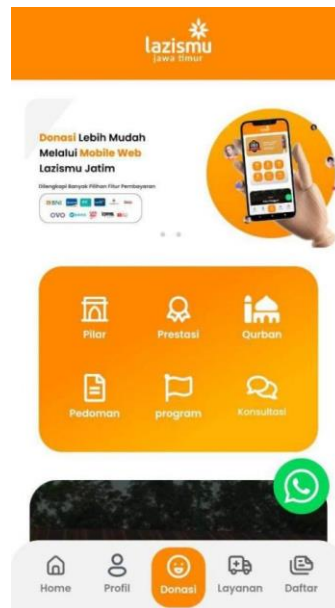 lazismu
jawa timur
Donasi Lebih Mudah
Melalui Mobile Web
Lazismu Jatim
Dilengkapi Banyak Pilihan Fitur Pembayaran
BNI
OVO
Pilar
Prestasi
Qurban
Pedoman
program
Konsultasi
Home
Profil
Donasi
Layanan
Daftar